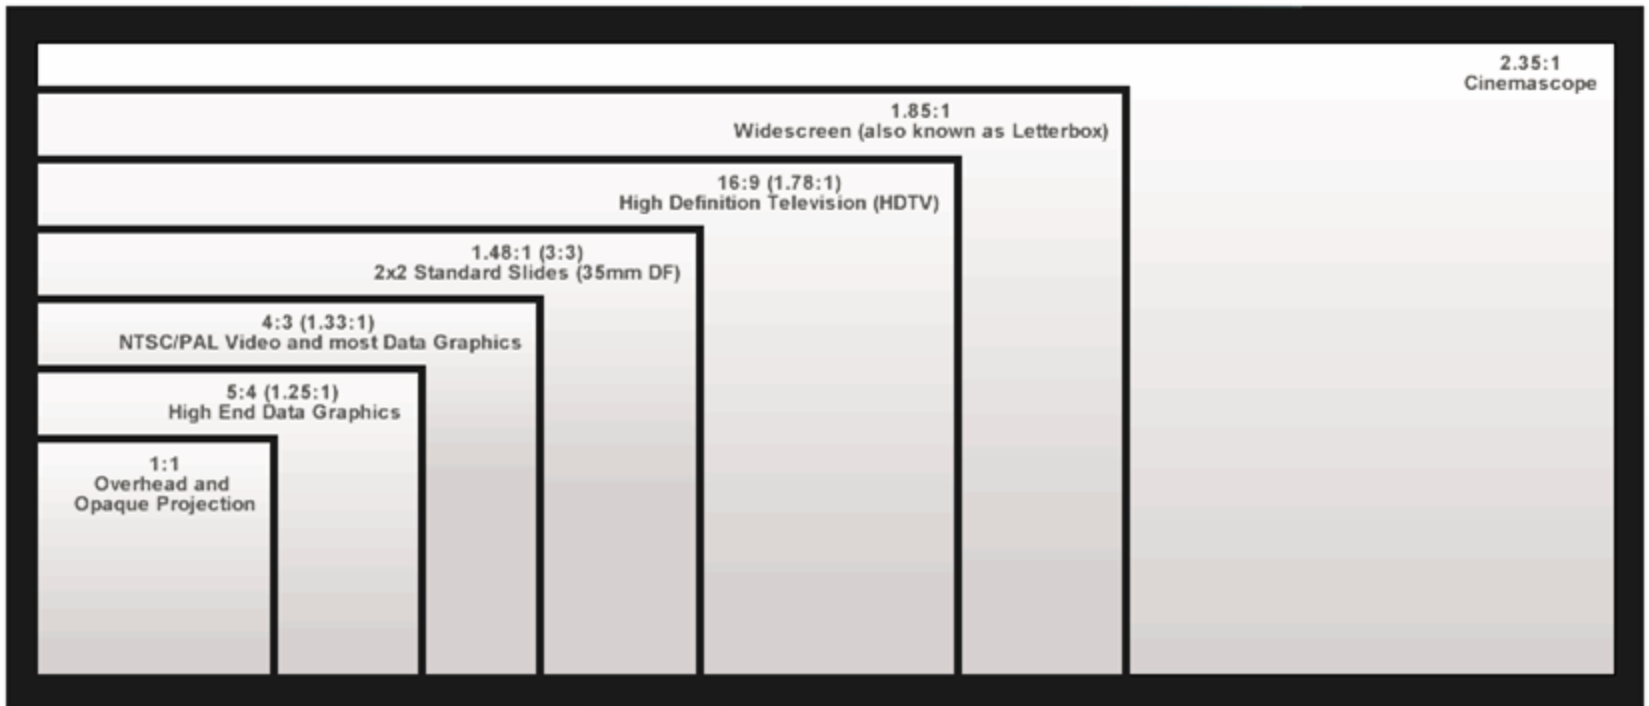 2.35:1
Cinemascope
1.85:1
Widescreen (also known as Letterbox)
16:9 (1.78:1)
High Definition Television (HDTV)
1.48:1 (3:3)
2x2 Standard Slides (35mm DF)
4:3 (1.33:1)
NTSC/PAL Video and most Data Graphics
5:4 (1.25:1)
High End Data Graphics
1:1
Overhead and
Opaque Projection